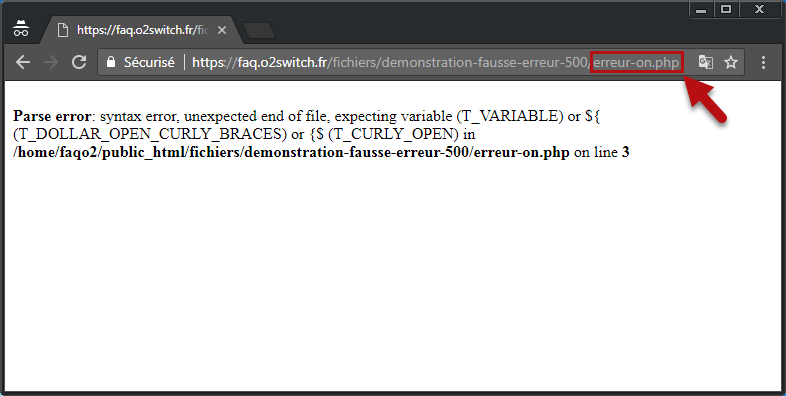 https://faq.o2switch.fr/fic
Sécurisé https://faq.o2switch.fr/fichiers/demonstration-fausse-erreur-500/erreur-on.php
Parse error: syntax error, unexpected end of file, expecting variable (T_VARIABLE) or ${
(T_DOLLAR_OPEN_CURLY_BRACES) or {$ (T_CURLY_OPEN) in
/home/faqo2/public_html/fichiers/demonstration-fausse-erreur-500/erreur-on.php on line 3